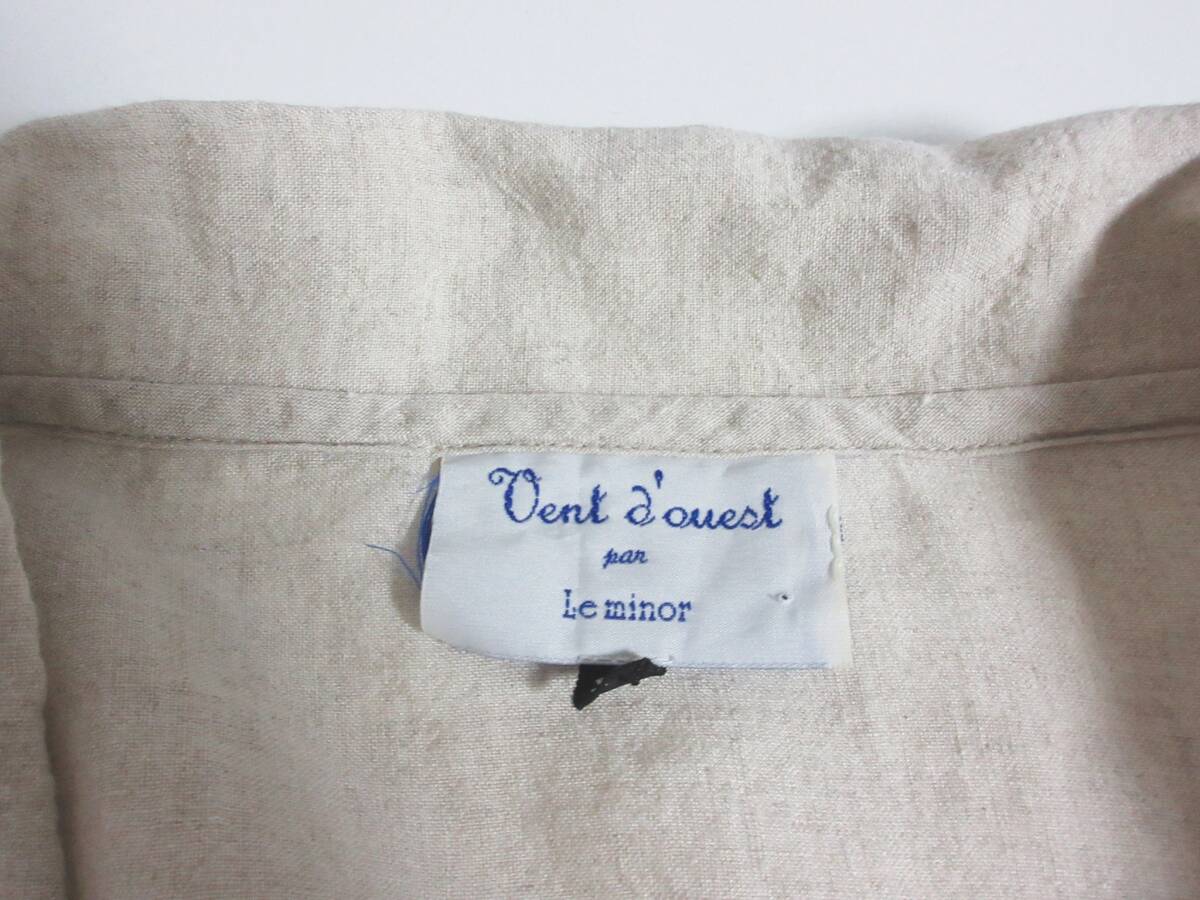 Vent d'ouest
par
Le minor